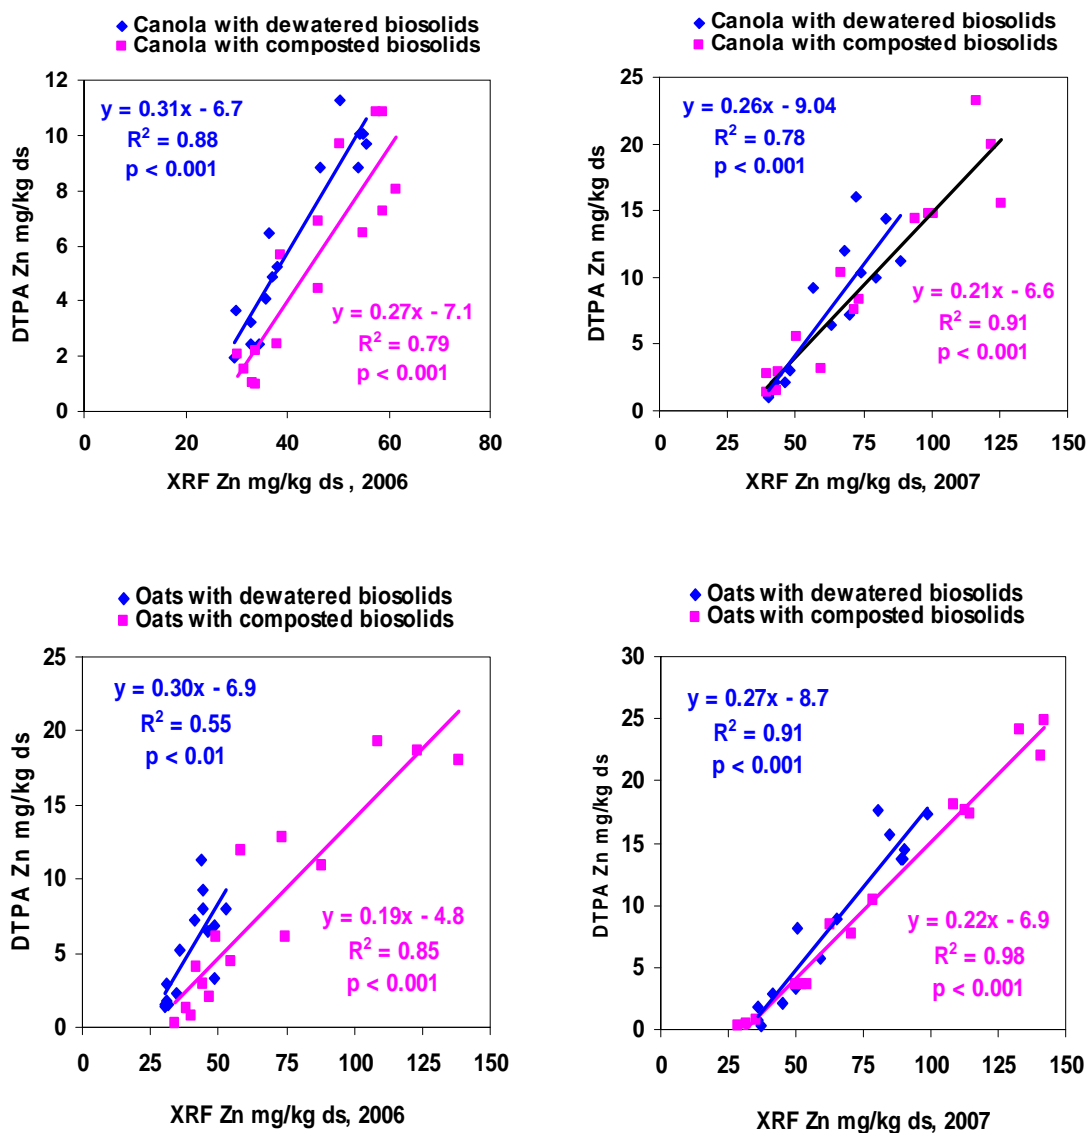 Canola with dewatered biosolids
Canola with composted biosolids
12
10
8
6
4
2
0
DTPA Zn mg/kg ds
y = 0.31x - 6.7
R² = 0.88
p < 0.001
y = 0.27x - 7.1
R² = 0.79
p < 0.001
0 20 40 60 80
XRF Zn mg/kg ds , 2006
Canola with dewatered biosolids
Canola with composted biosolids
25
20
15
10
5
0
DTPA Zn mg/kg ds
y = 0.26x - 9.04
R² = 0.78
p < 0.001
y = 0.21x - 6.6
R² = 0.91
p < 0.001
0 25 50 75 100 125 150
XRF Zn mg/kg ds, 2007
Oats with dewatered biosolids
Oats with composted biosolids
25
20
15
10
5
0
DTPA Zn mg/kg ds
y = 0.30x - 6.9
R² = 0.55
p < 0.01
y = 0.19x - 4.8
R² = 0.85
p < 0.001
0 25 50 75 100 125 150
XRF Zn mg/kg ds, 2006
Oats with dewatered biosolids
Oats with composted biosolids
30
25
20
15
10
5
0
DTPA Zn mg/kg ds
y = 0.27x - 8.7
R² = 0.91
p < 0.001
y = 0.22x - 6.9
R² = 0.98
p < 0.001
0 25 50 75 100 125 150
XRF Zn mg/kg ds, 2007